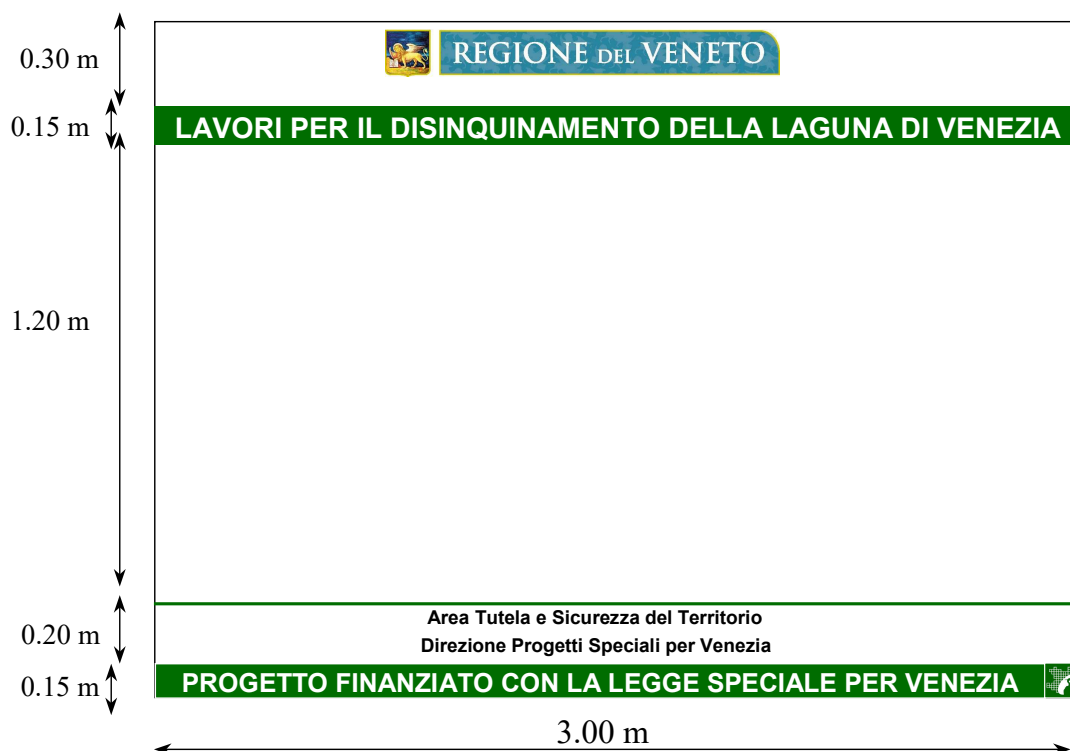 0.30 m
REGIONE DEL VENETO
0.15 m
LAVORI PER IL DISINQUINAMENTO DELLA LAGUNA DI VENEZIA
1.20 m
0.20 m
Area Tutela e Sicurezza del Territorio
Direzione Progetti Speciali per Venezia
0.15 m
PROGETTO FINANZIATO CON LA LEGGE SPECIALE PER VENEZIA
3.00 m